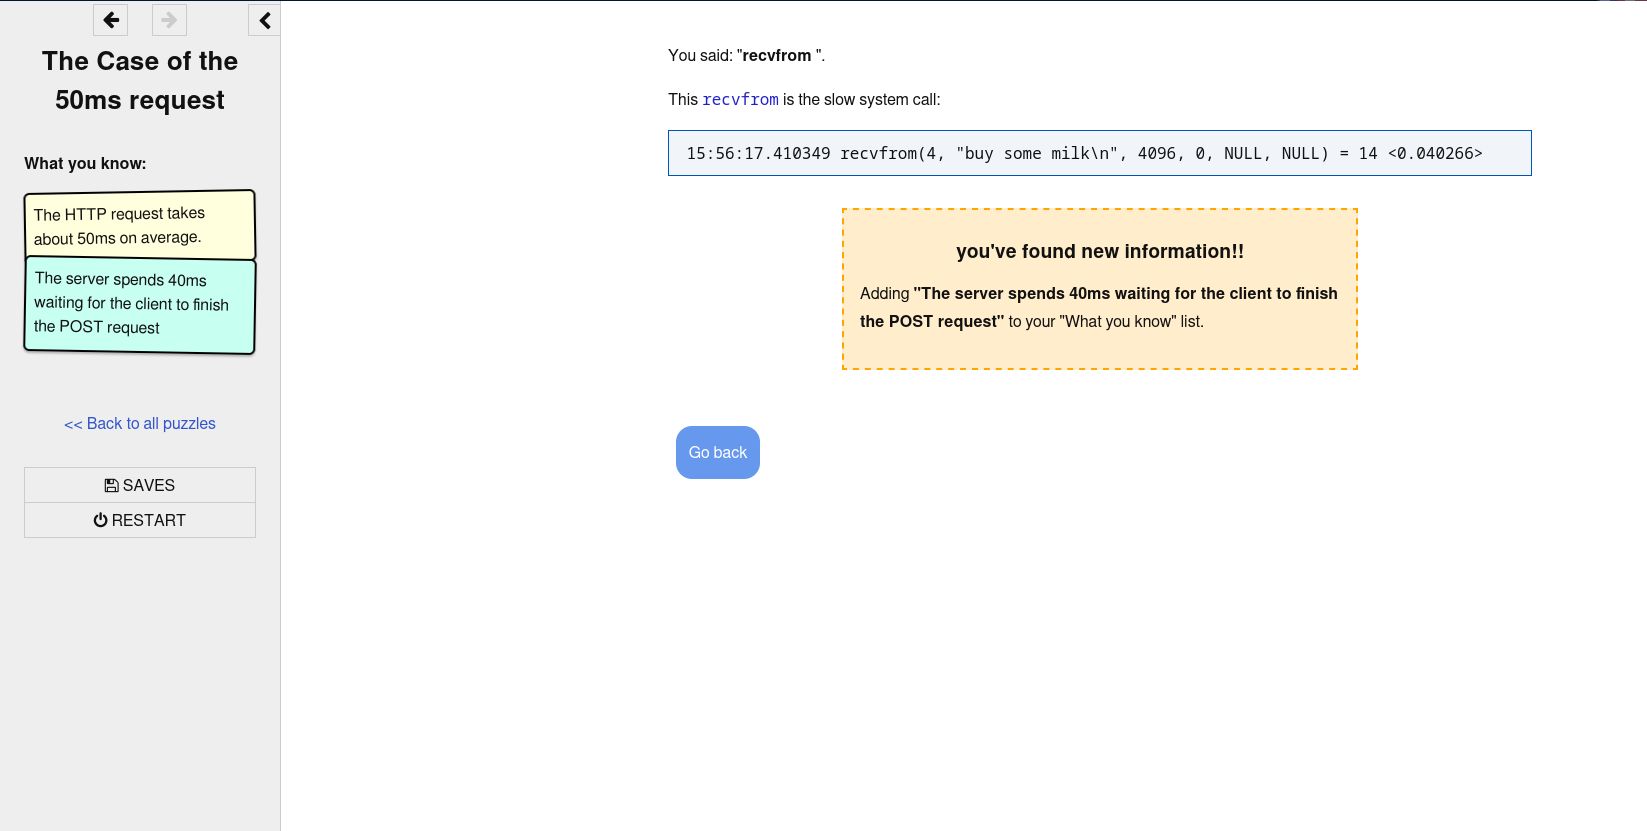 The Case of the
50ms request
What you know:
The HTTP request takes
about 50ms on average.
The server spends 40ms
waiting for the client to finish
the POST request
<< Back to all puzzles
SAVES
RESTART
You said: "recvfrom ".
This recvfrom is the slow system call:
15:56:17.410349 recvfrom(4, "buy some milk\n", 4096, 0, NULL, NULL) = 14 <0.040266>
you've found new information!!
Adding "The server spends 40ms waiting for the client to finish
the POST request" to your "What you know" list.
Go back